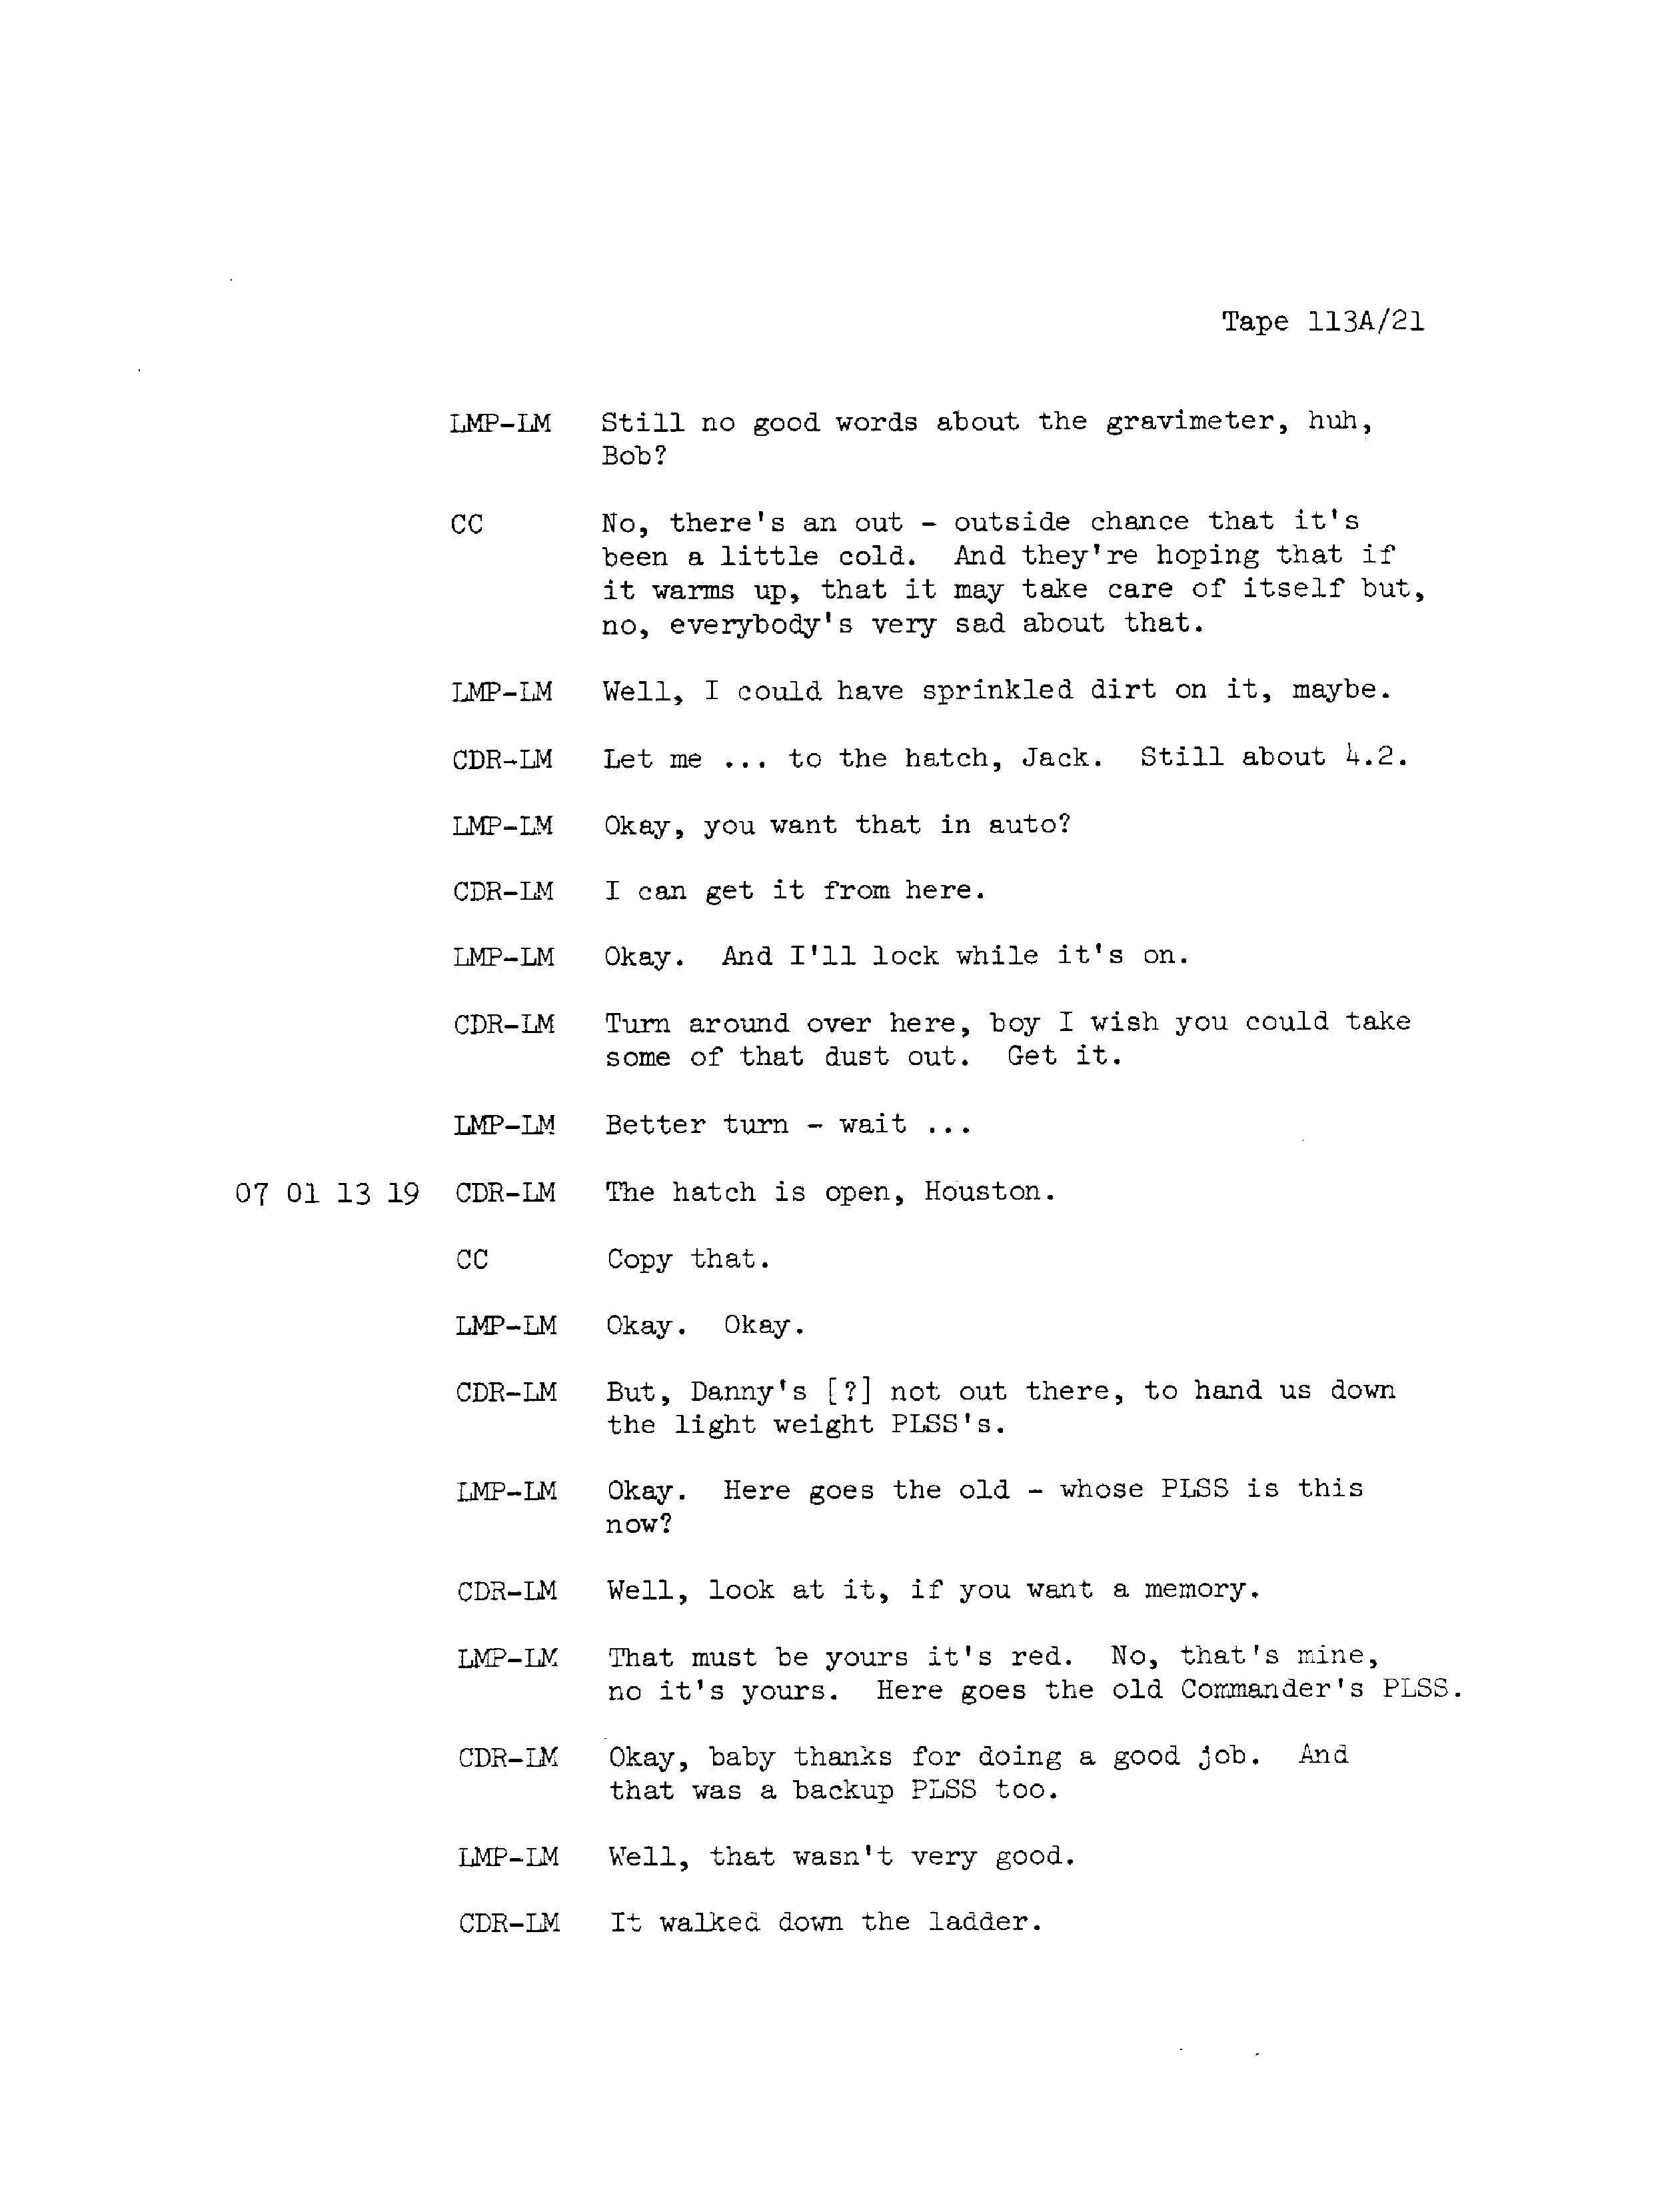 Tape 113A/21
LMP-LM Still no good words about the gravimeter, huh,
Bob?
CC No, there's an out - outside chance that it's
been a little cold. And they're hoping that if
it warms up, that it may take care of itself but,
no, everybody's very sad about that.
LMP-LM Well, I could have sprinkled dirt on it, maybe.
CDR-LM Let me ... to the hatch, Jack. Still about 4.2.
LMP-LM Okay, you want that in auto?
CDR-LM I can get it from here.
LMP-LM Okay. And I'll lock while it's on.
CDR-LM Turn around over here, boy I wish you could take
some of that dust out. Get it.
LMP-LM Better turn - wait ...
07 01 13 19 CDR-LM The hatch is open, Houston.
CC Copy that.
LMP-LM Okay. Okay.
CDR-LM But, Danny's [?] not out there, to hand us down
the light weight PLSS's.
LMP-LM Okay. Here goes the old - whose PLSS is this
now?
CDR-LM Well, look at it, if you want a memory.
LMP-LM That must be yours it's red. No, that's mine,
no it's yours. Here goes the old Commander's PLSS.
CDR-LM Okay, baby thanks for doing a good job. And
that was a backup PLSS too.
LMP-LM Well, that wasn't very good.
CDR-LM It walked down the ladder.